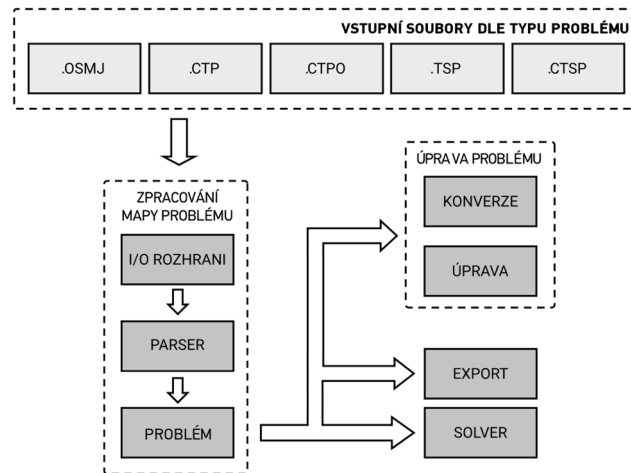 VSTUPNÍ SOUBORY DLE TYPU PROBLÉMU
.OSMJ
.CTP
.CTPO
.TSP
.CTSP
ZPRACOVÁNÍ
MAPY PROBLÉMU
I/O ROZHRANI
PARSER
PROBLÉM
ÚPRAVA PROBLÉMU
KONVERZE
ÚPRAVA
EXPORT
SOLVER